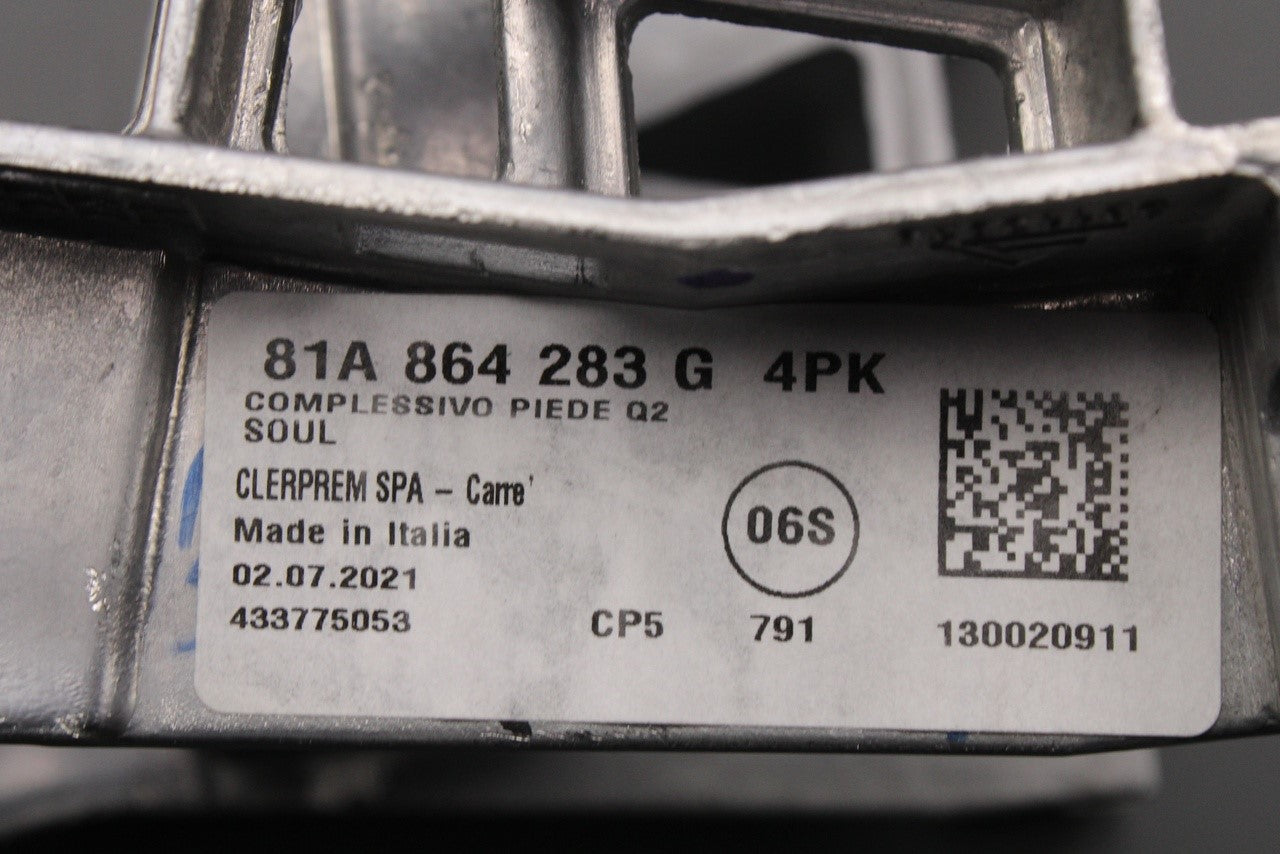 81A 864 283 G 4PK
COMPLESSIVO PIEDE Q2
SOUL
CLERPREM SPA - Carre'
Made in Italia
06S
02.07.2021
433775053 CP5 791 130020911